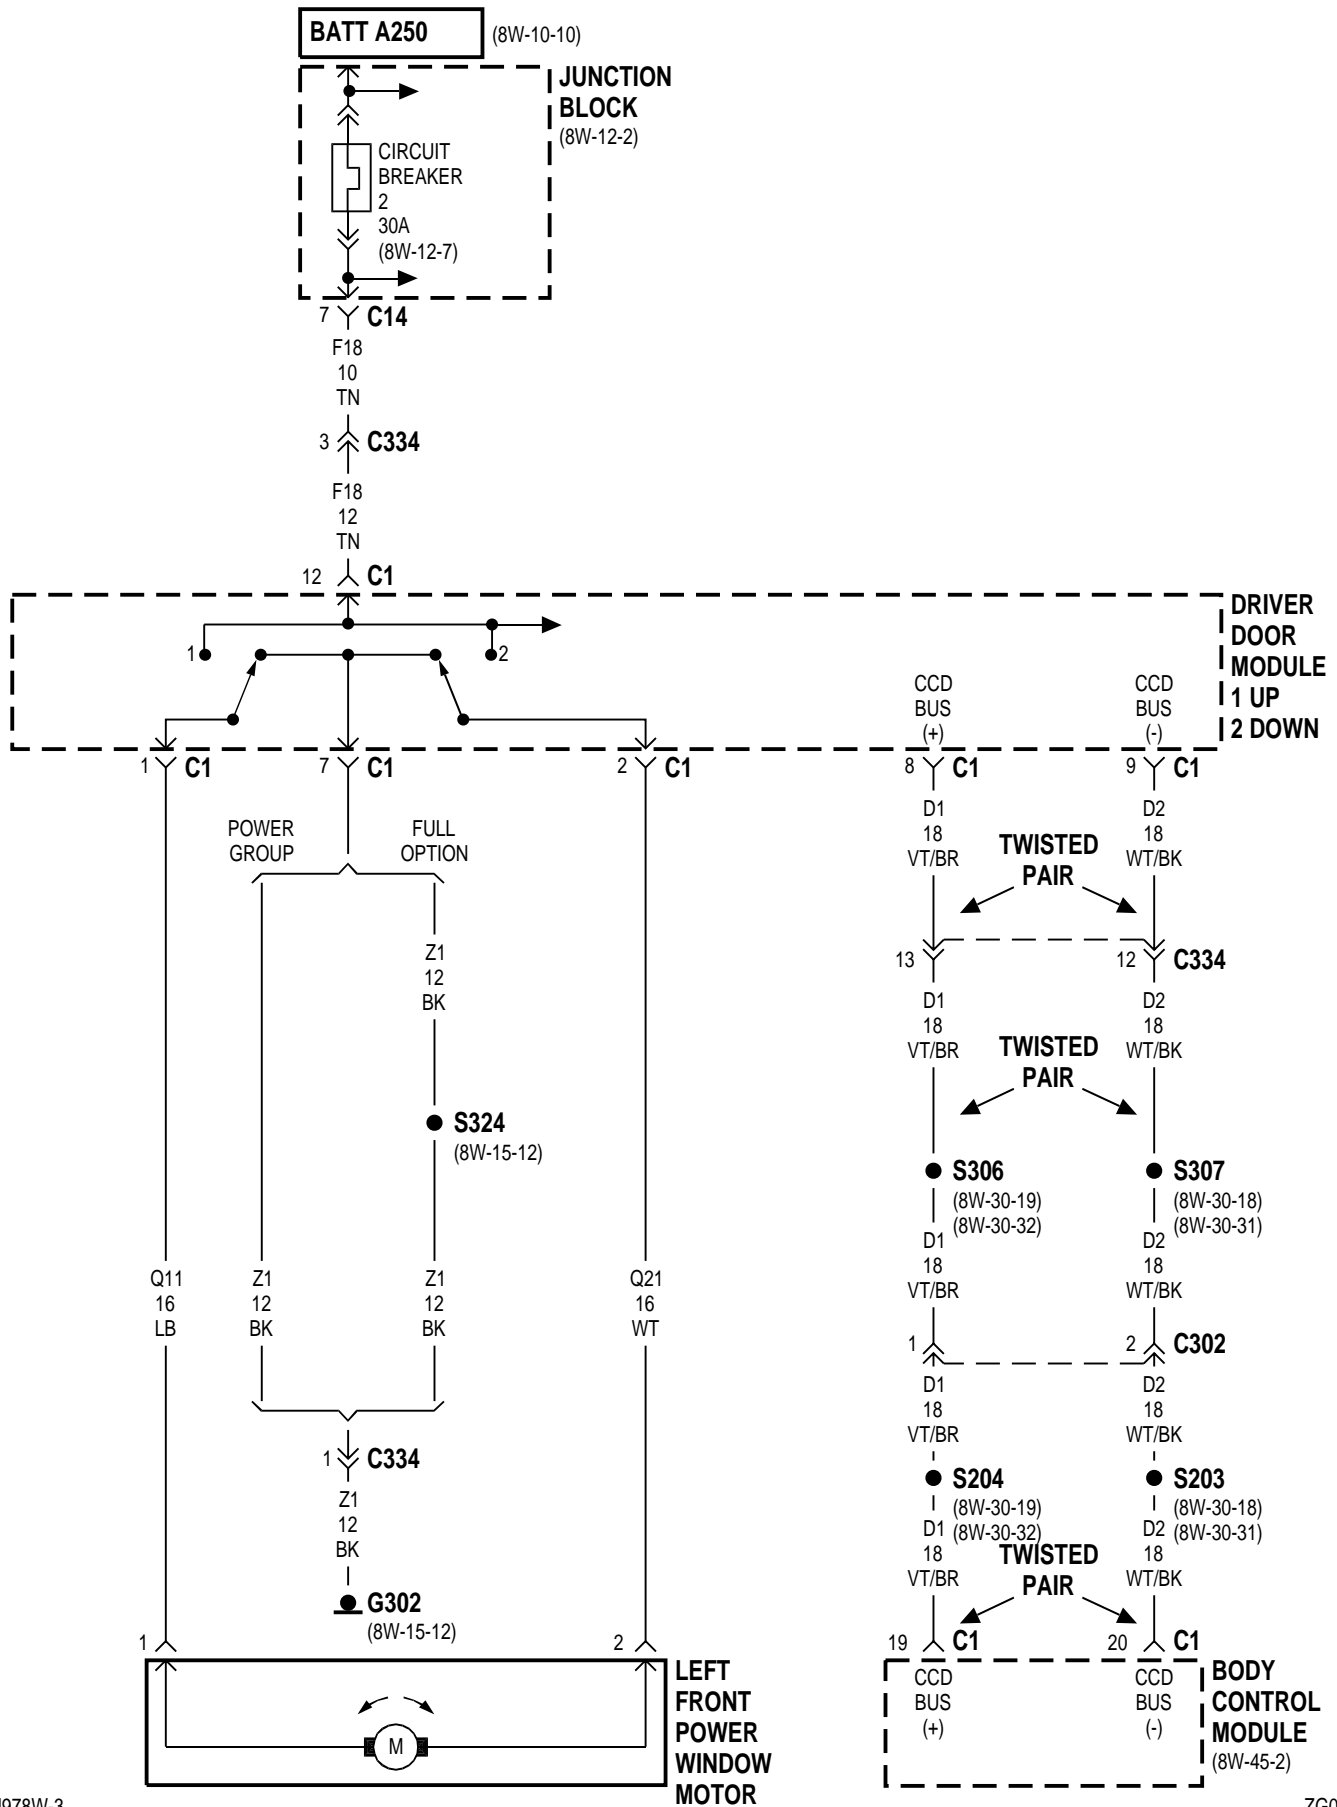 BATT A250 (8W-10-10)
JUNCTION
BLOCK
(8W-12-2)
CIRCUIT
BREAKER
2
30A
(8W-12-7)
7 C14
F18
10
TN
3 C334
F18
12
TN
12 C1
DRIVER
DOOR
MODULE
1 UP
2 DOWN
1 2
CCD
BUS
(+)
CCD
BUS
(-)
1 C1 7 C1 2 C1 8 C1 9 C1
POWER
GROUP
FULL
OPTION
D1
18
VT/BR
TWISTED
PAIR
D2
18
WT/BK
Z1
12
BK
13 12 C334
D1
18
VT/BR
TWISTED
PAIR
D2
18
WT/BK
S324
(8W-15-12)
S306
(8W-30-19)
(8W-30-32)
S307
(8W-30-18)
(8W-30-31)
D1
18
VT/BR
D2
18
WT/BK
Q11
16
LB
Z1
12
BK
Z1
12
BK
Q21
16
WT
1 2 C302
D1
18
VT/BR
D2
18
WT/BK
1 C334
Z1
12
BK
S204
(8W-30-19)
(8W-30-32)
S203
(8W-30-18)
(8W-30-31)
D1
18
VT/BR
TWISTED
PAIR
D2
18
WT/BK
G302
(8W-15-12)
1 2 19 C1 20 C1
LEFT
FRONT
POWER
WINDOW
MOTOR
M
CCD
BUS
(+)
CCD
BUS
(-)
BODY
CONTROL
MODULE
(8W-45-2)